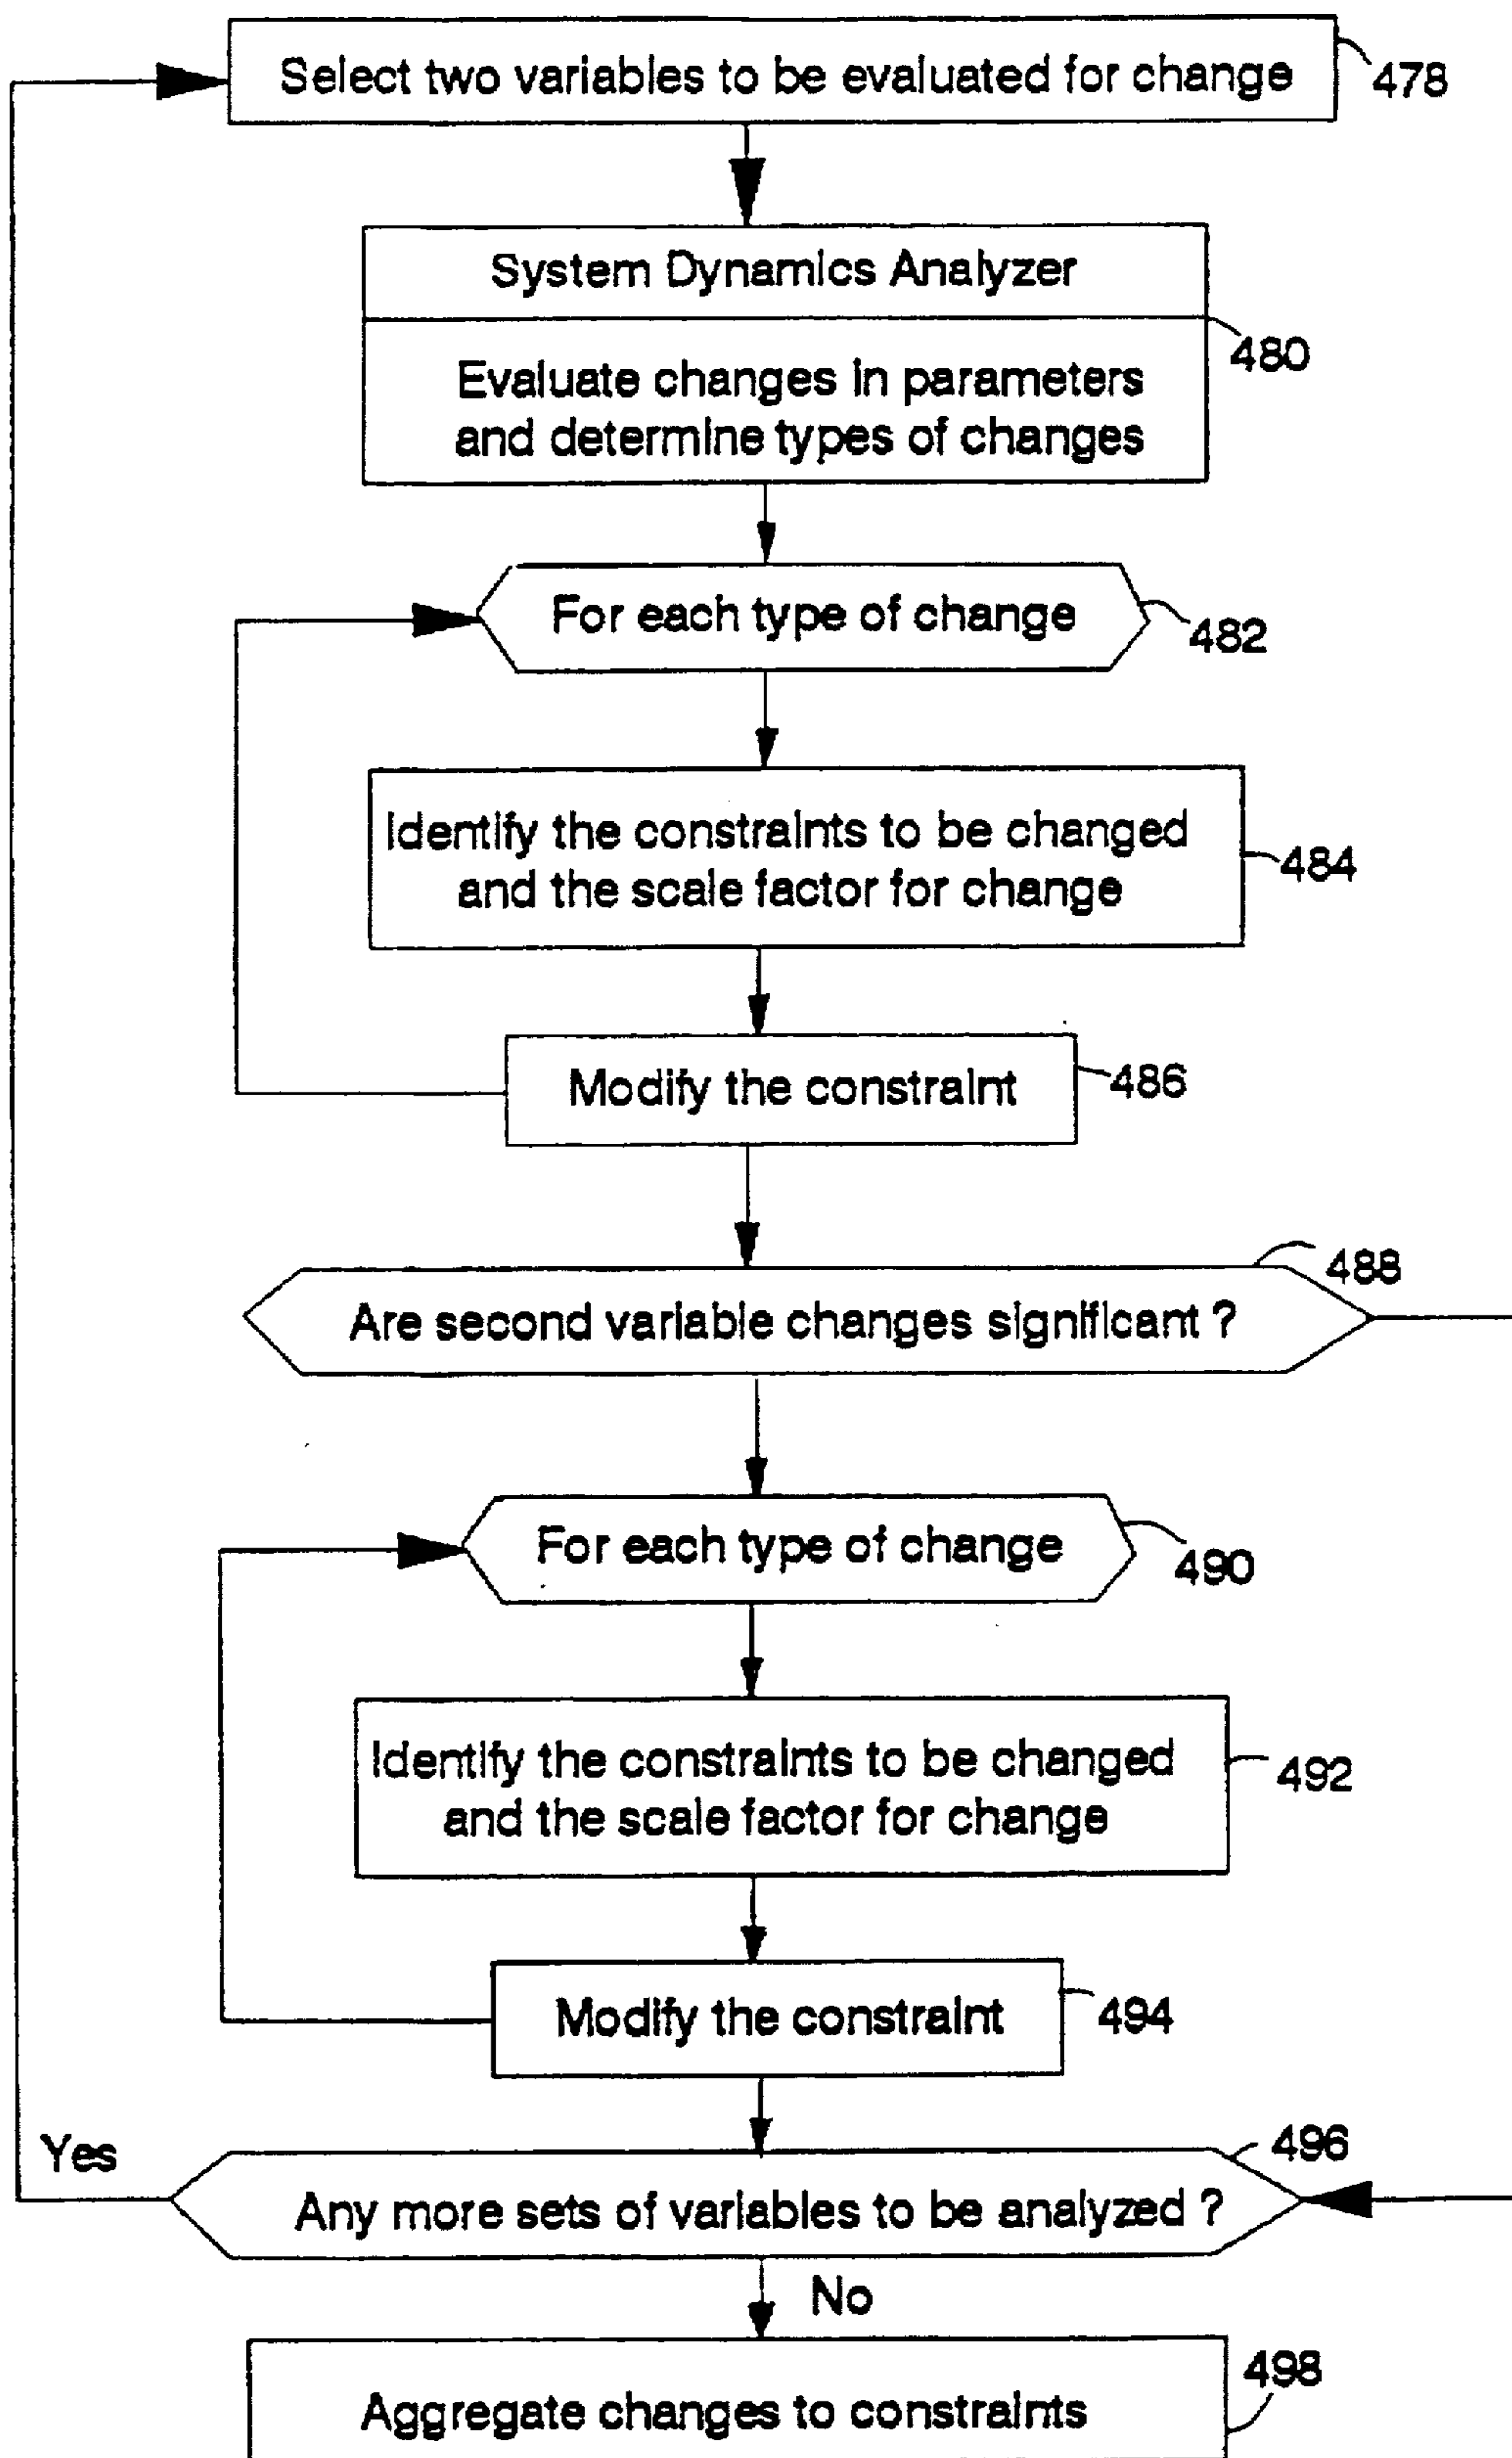 Select two variables to be evaluated for change
478
System Dynamics Analyzer
480
Evaluate changes in parameters
and determine types of changes
For each type of change
482
Identify the constraints to be changed
and the scale factor for change
484
Modify the constraint
486
488
Are second variable changes significant ?
For each type of change
490
Identify the constraints to be changed
and the scale factor for change
492
Modify the constraint
494
Yes
496
Any more sets of variables to be analyzed ?
No
498
Aggregate changes to constraints